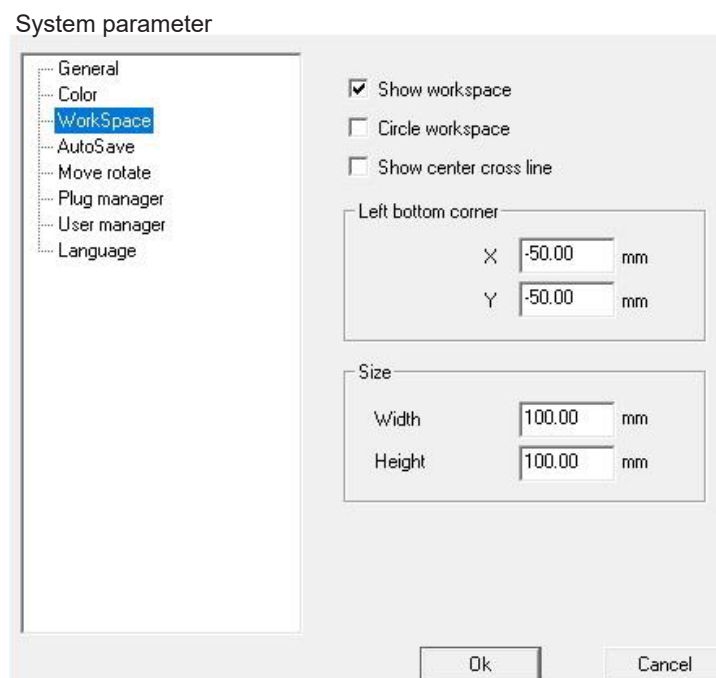 System parameter
General
Color
WorkSpace
AutoSave
Move rotate
Plug manager
User manager
Language
Show workspace
Circle workspace
Show center cross line
Left bottom corner
X -50.00 mm
Y -50.00 mm
Size
Width 100.00 mm
Height 100.00 mm
Ok Cancel